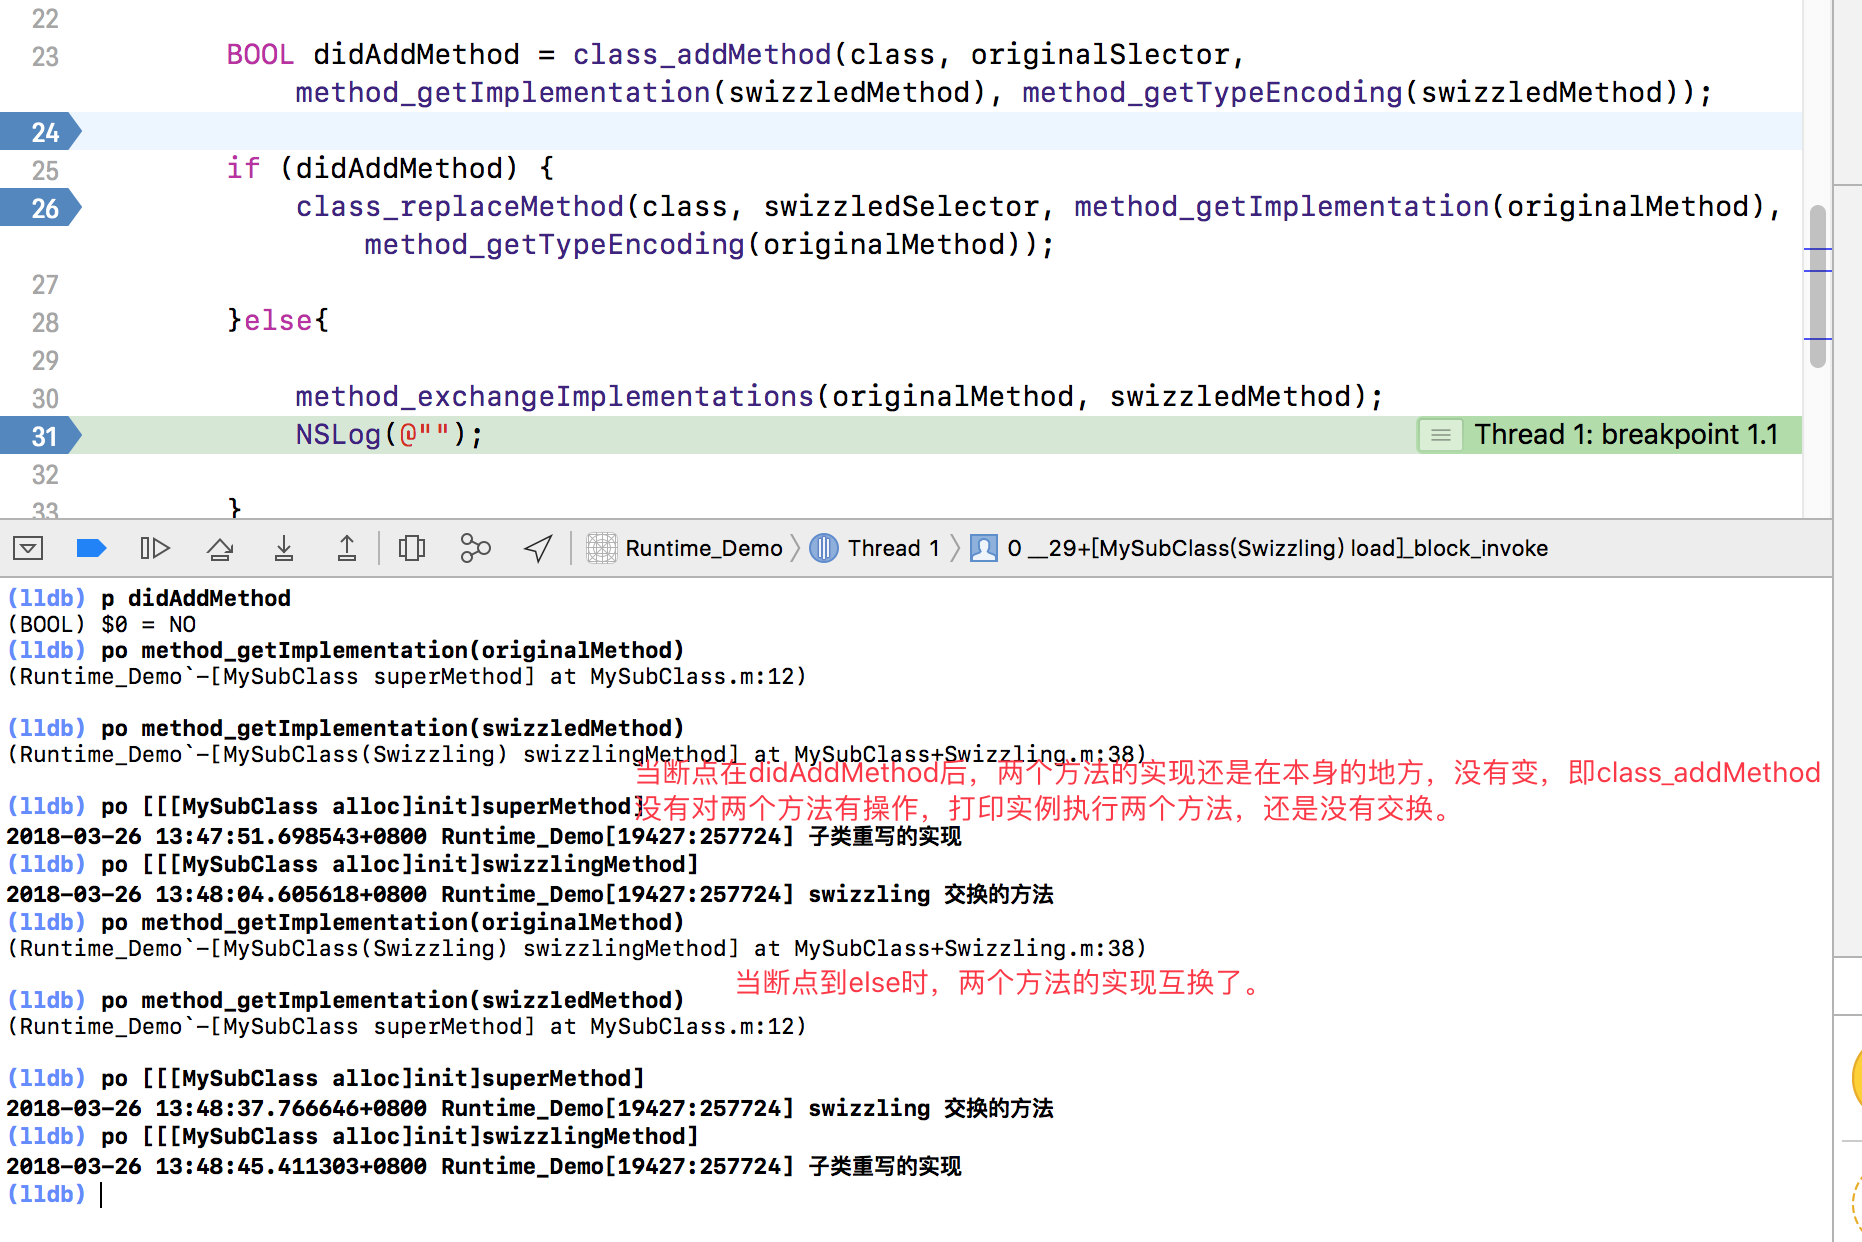 22
23 BOOL didAddMethod = class_addMethod(class, originalSlector,
method_getImplementation(swizzledMethod), method_getTypeEncoding(swizzledMethod));
24
25 if (didAddMethod) {
26 class_replaceMethod(class, swizzledSelector, method_getImplementation(originalMethod),
method_getTypeEncoding(originalMethod));
27
28 }else{
29
30 method_exchangeImplementations(originalMethod, swizzledMethod);
31 NSLog(@""); Thread 1: breakpoint 1.1
32
33 }
Runtime_Demo Thread 1 0 __29+[MySubClass(Swizzling) load]_block_invoke
(lldb) p didAddMethod
(BOOL) $0 = NO
(lldb) po method_getImplementation(originalMethod)
(Runtime_Demo`-[MySubClass superMethod] at MySubClass.m:12)
(lldb) po method_getImplementation(swizzledMethod)
(Runtime_Demo`-[MySubClass(Swizzling) swizzlingMethod] at MySubClass+Swizzling.m:38)
当断点在didAddMethod后，两个方法的实现还是在本身的地方，没有变，即class_addMethod
没有对两个方法有操作，打印实例执行两个方法，还是没有交换。
(lldb) po [[[MySubClass alloc]init]superMethod]
2018-03-26 13:47:51.698543+0800 Runtime_Demo[19427:257724] 子类重写的实现
(lldb) po [[[MySubClass alloc]init]swizzlingMethod]
2018-03-26 13:48:04.605618+0800 Runtime_Demo[19427:257724] swizzling 交换的方法
(lldb) po method_getImplementation(originalMethod)
(Runtime_Demo`-[MySubClass(Swizzling) swizzlingMethod] at MySubClass+Swizzling.m:38)
当断点到else时，两个方法的实现互换了。
(lldb) po method_getImplementation(swizzledMethod)
(Runtime_Demo`-[MySubClass superMethod] at MySubClass.m:12)
(lldb) po [[[MySubClass alloc]init]superMethod]
2018-03-26 13:48:37.766646+0800 Runtime_Demo[19427:257724] swizzling 交换的方法
(lldb) po [[[MySubClass alloc]init]swizzlingMethod]
2018-03-26 13:48:45.411303+0800 Runtime_Demo[19427:257724] 子类重写的实现
(lldb)